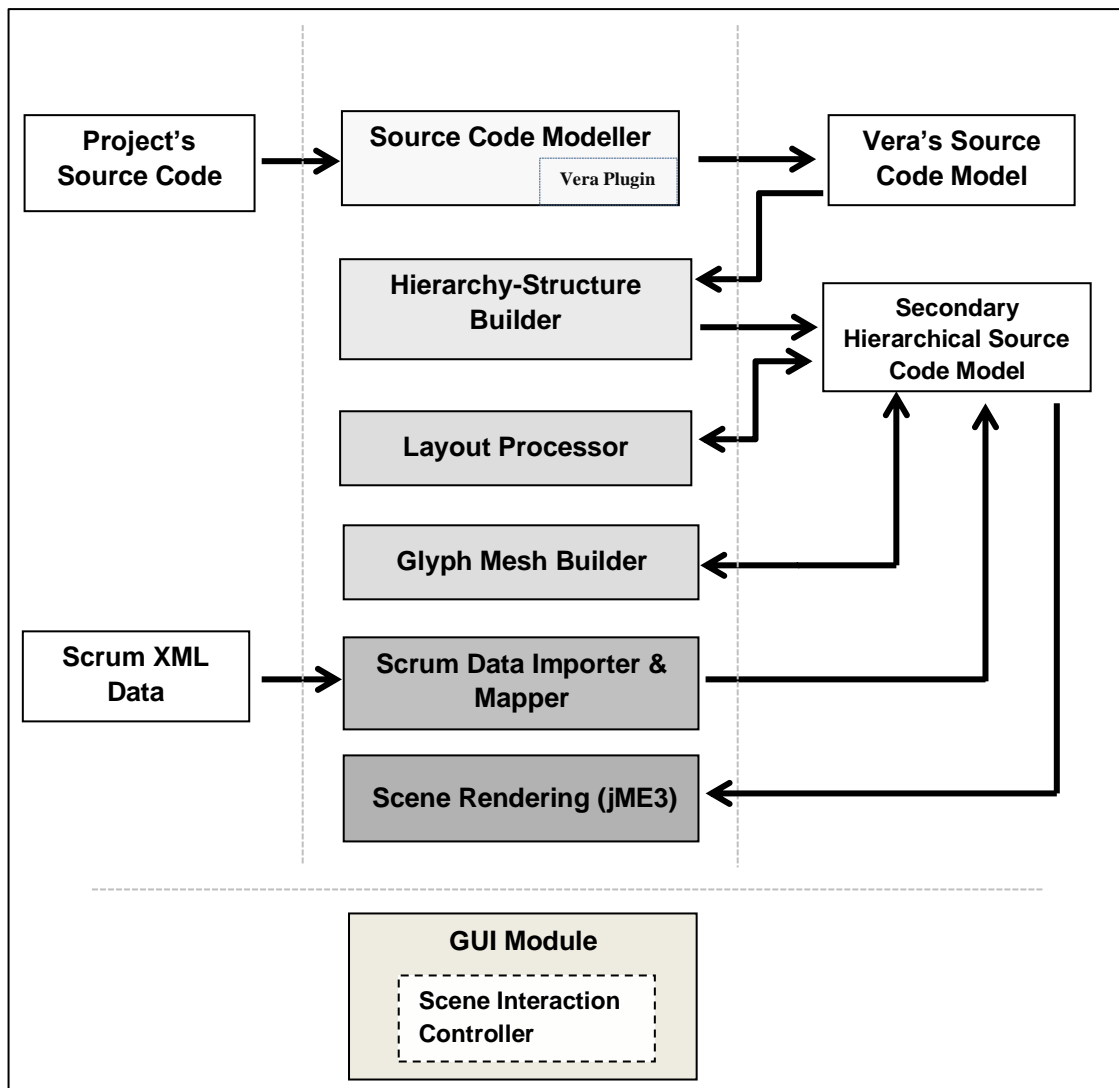 Project's
Source Code
Source Code Modeller
Vera Plugin
Vera's Source
Code Model
Hierarchy-Structure
Builder
Secondary
Hierarchical Source
Code Model
Layout Processor
Glyph Mesh Builder
Scrum XML
Data
Scrum Data Importer &
Mapper
Scene Rendering (jME3)
GUI Module
Scene Interaction
Controller